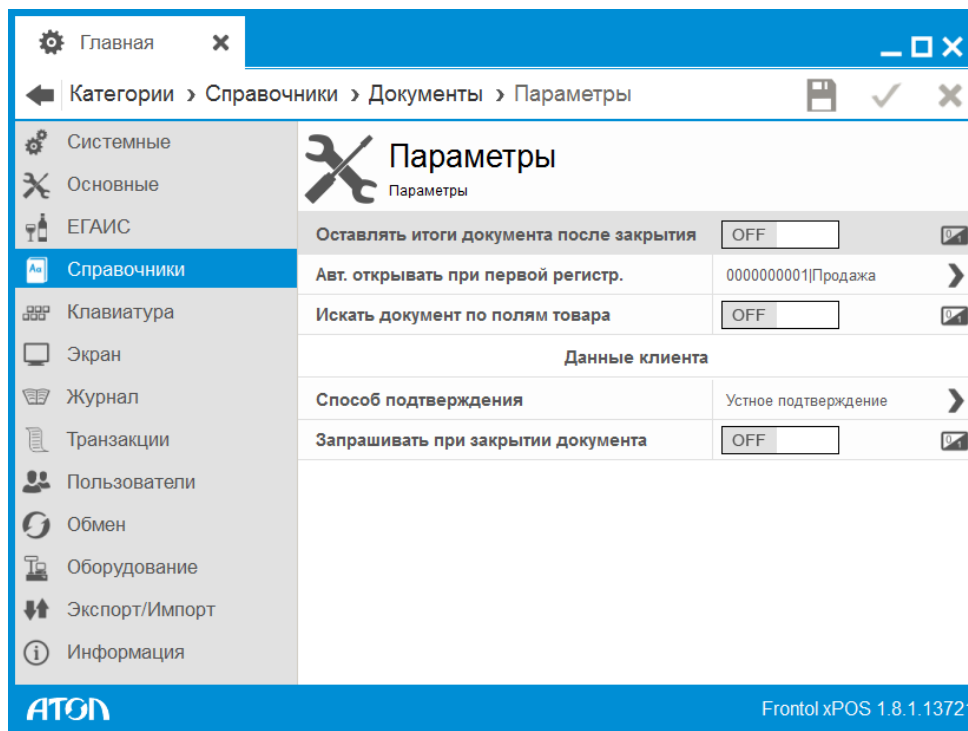 Главная
Категории › Справочники › Документы › Параметры
Системные
Основные
ЕГАИС
Справочники
Клавиатура
Экран
Журнал
Транзакции
Пользователи
Обмен
Оборудование
Экспорт/Импорт
Информация
Параметры
Параметры
Оставлять итоги документа после закрытия OFF
Авт. открывать при первой регистр. 0000000001|Продажа
Искать документ по полям товара OFF
Данные клиента
Способ подтверждения Устное подтверждение
Запрашивать при закрытии документа OFF
АТОЛ
Frontol xPOS 1.8.1.13721